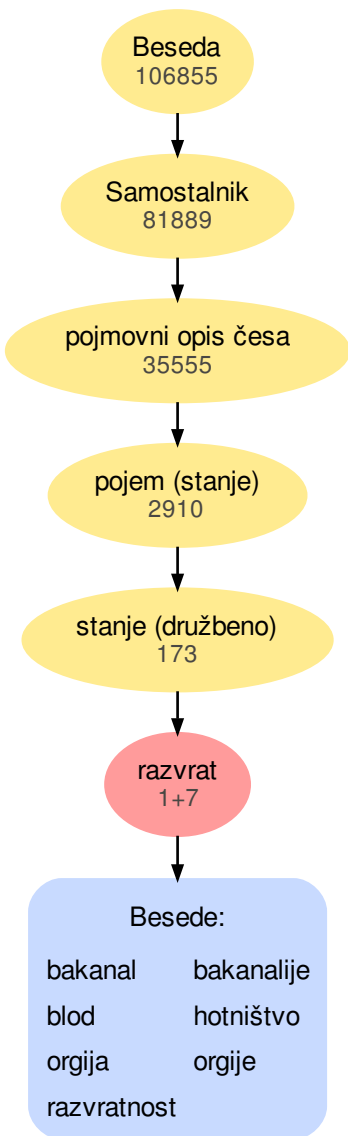 Beseda
106855
Samostalnik
81889
pojmovni opis česa
35555
pojem (stanje)
2910
stanje (družbeno)
173
razvrat
1+7
Besede:
bakanal bakanalije
blod hotništvo
orgija orgije
razvratnost